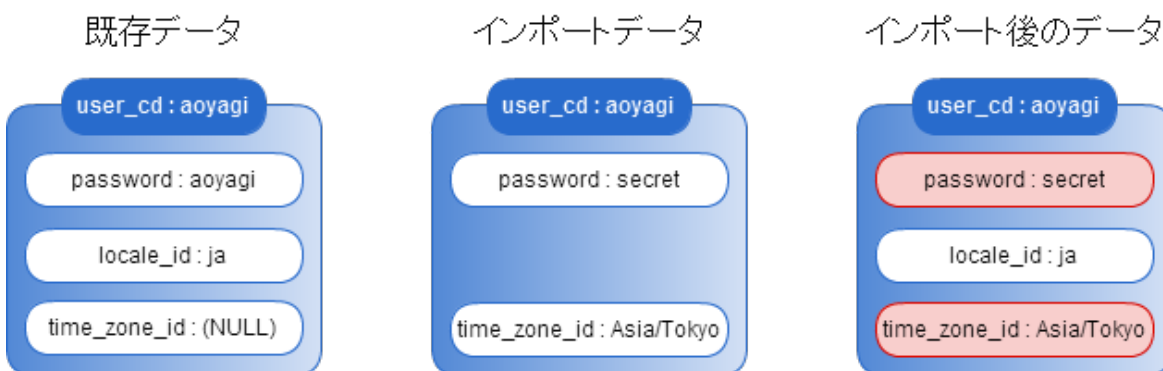 既存データ
インポートデータ
インポート後のデータ
user_cd : aoyagi
password : aoyagi
locale_id : ja
time_zone_id : (NULL)
user_cd : aoyagi
password : secret
time_zone_id : Asia/Tokyo
user_cd : aoyagi
password : secret
locale_id : ja
time_zone_id : Asia/Tokyo